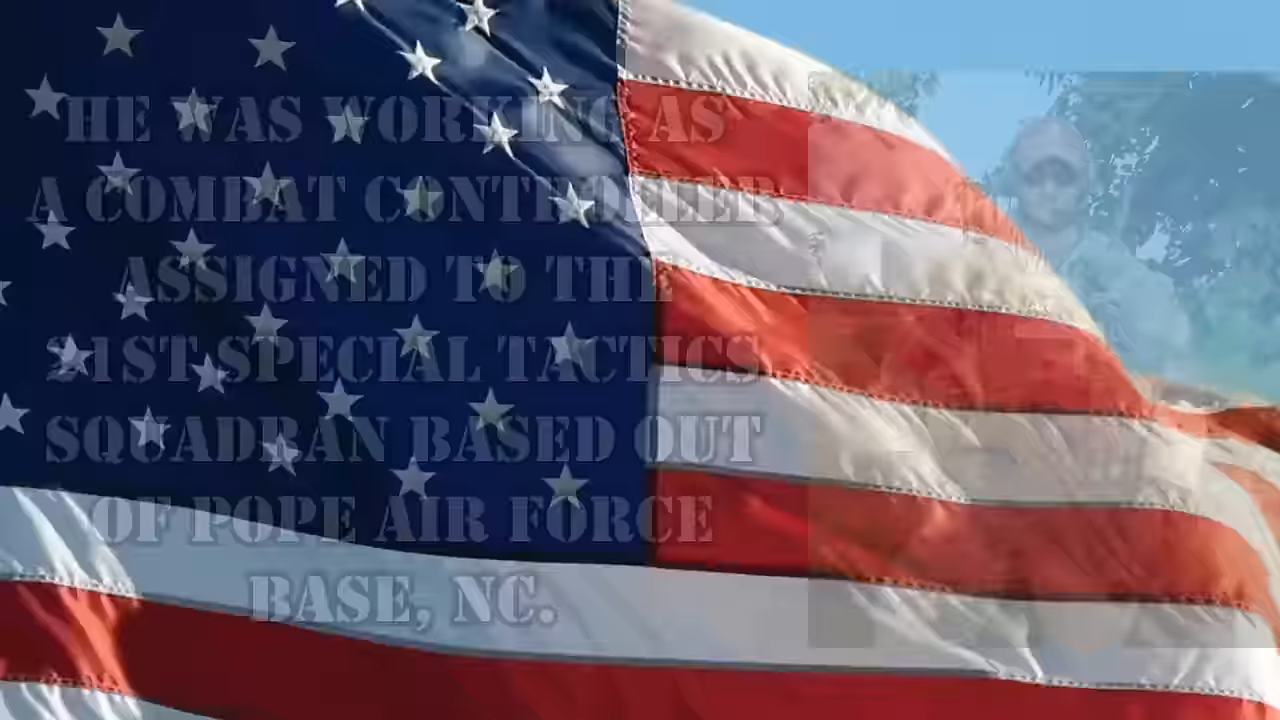 HE WAS WORKING AS
A COMBAT CONTROLLER,
ASSIGNED TO THE
21ST SPECIAL TACTICS
SQUADRAN BASED OUT
OF POPE AIR FORCE
BASE, NC.